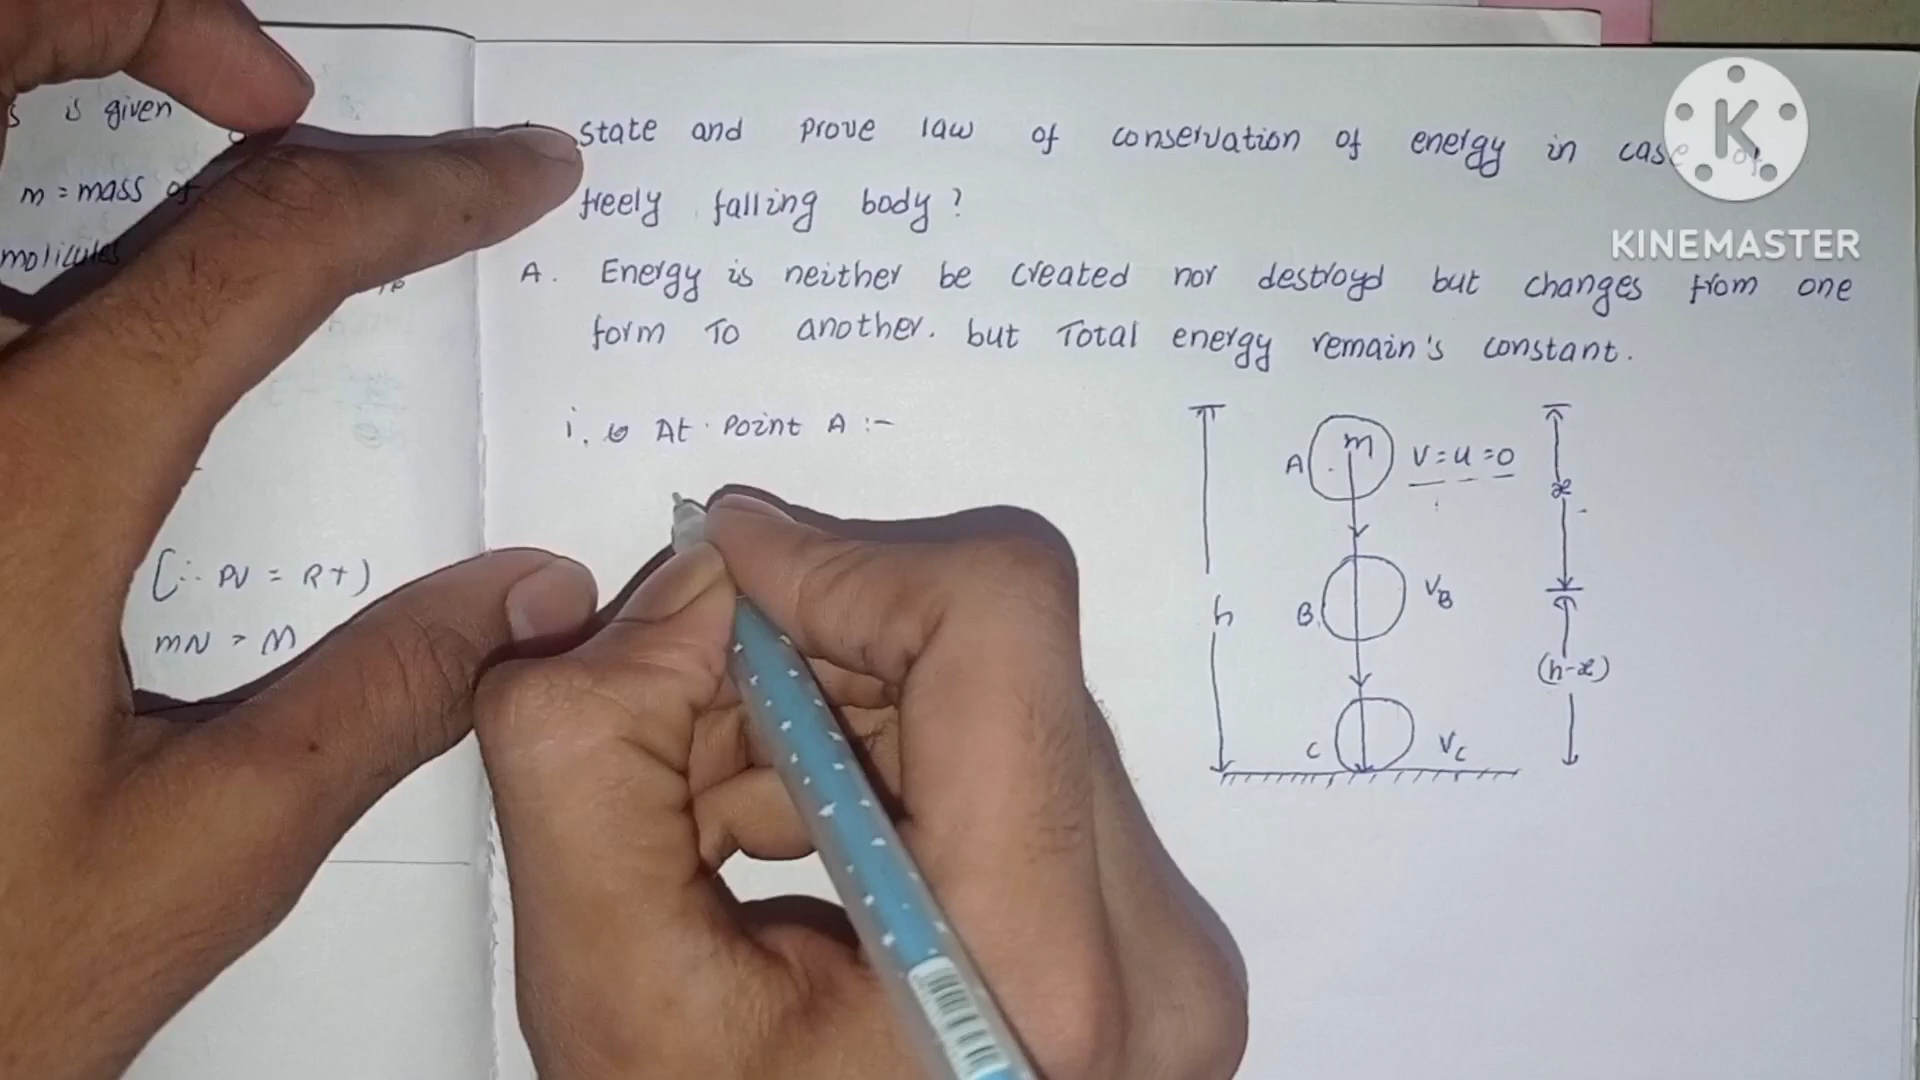 is given
m = mass of
molicules
[∴ PV = RT)
mN = M
state and prove law of conservation of energy in case of
freely falling body?
A. Energy is neither be created nor destroyd but changes from one
form To another. but Total energy remain's constant.
i. At Point A :-
A m V = u = 0
x
h
B. VB
(h-x)
C VC
K
KINEMASTER